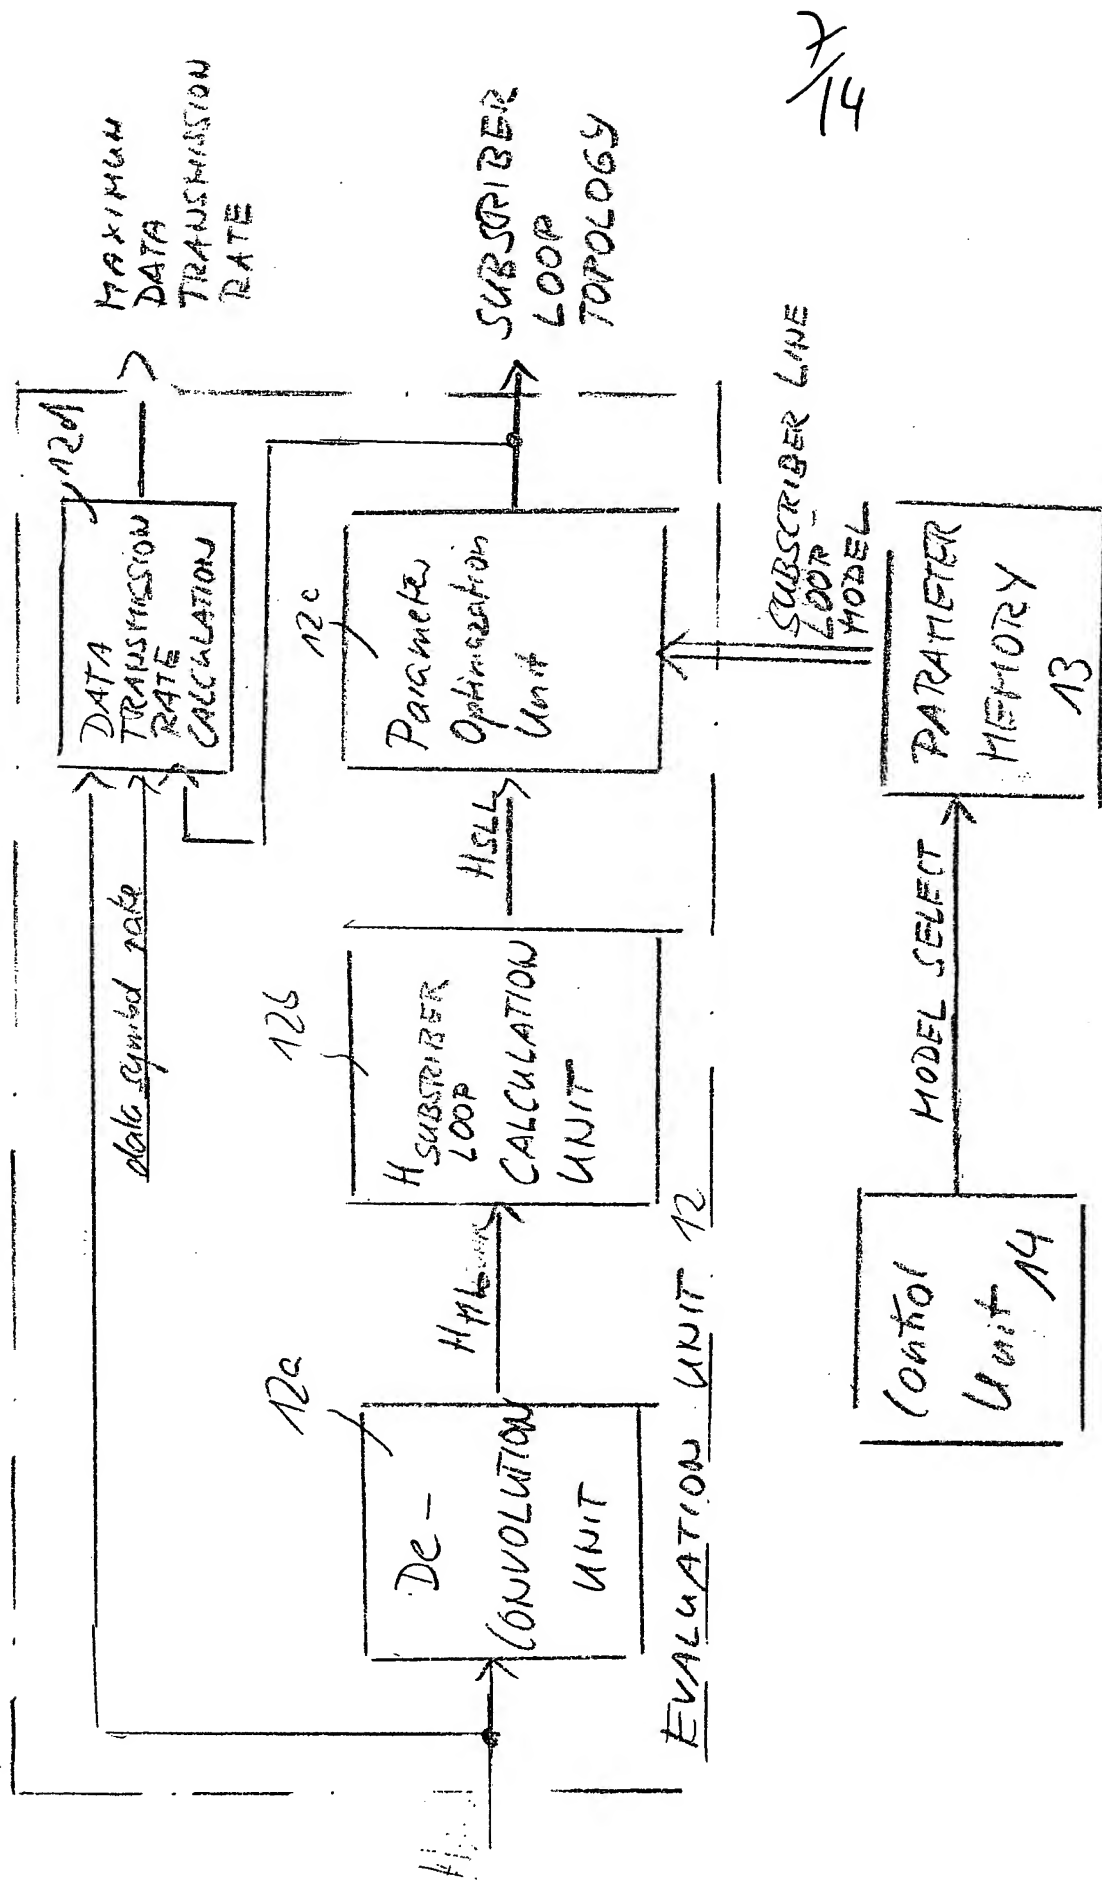 7/14
MAXIMUM
DATA
TRANSMISSION
RATE
12d
DATA
TRANSMISSION
RATE
CALCULATION
data symbol rate
SUBSRIBER
LOOP
TOPOLOGY
12a
De-
CONVOLUTION
UNIT
12b
H SUBSRIBER
LOOP
CALCULATION
UNIT
HSLL
12c
Parameter
Optimization
Unit
EVALUATION UNIT 12
SUBSCRIBER LINE
LOOP-
MODEL
Control
Unit 14
MODEL SELECT
PARAMETER
MEMORY
13